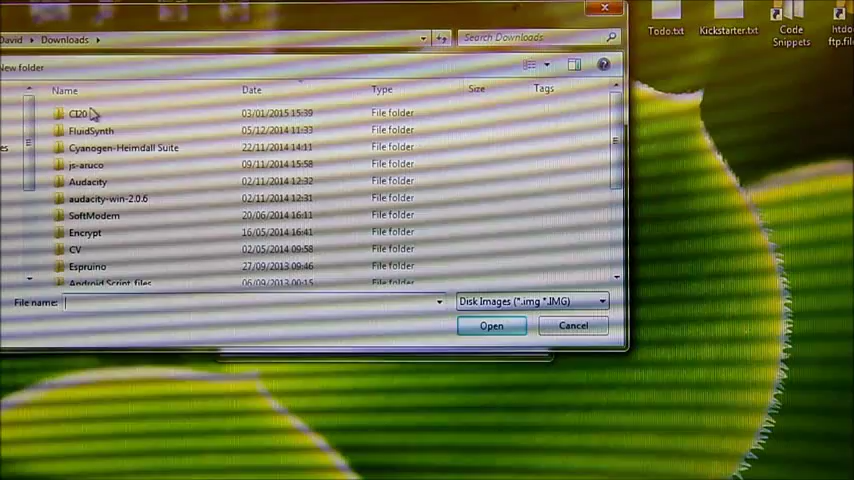 David ▸ Downloads ▸
Search Downloads
New folder
Name Date Type Size Tags
CI20 03/01/2015 15:39 File folder
FluidSynth 05/12/2014 11:33 File folder
Cyanogen-Heimdall Suite 22/11/2014 14:11 File folder
js-aruco 09/11/2014 15:58 File folder
Audacity 02/11/2014 12:32 File folder
audacity-win-2.0.6 02/11/2014 12:31 File folder
SoftModem 20/06/2014 16:11 File folder
Encrypt 16/05/2014 16:41 File folder
CV 02/05/2014 09:58 File folder
Espruino 27/09/2013 09:46 File folder
Android Script files 06/09/2013 00:15 File folder
File name:
Disk Images (*.img *.IMG)
Open Cancel
Todo.txt
Kickstarter.txt
Code
Snippets
htdo
ftp.file